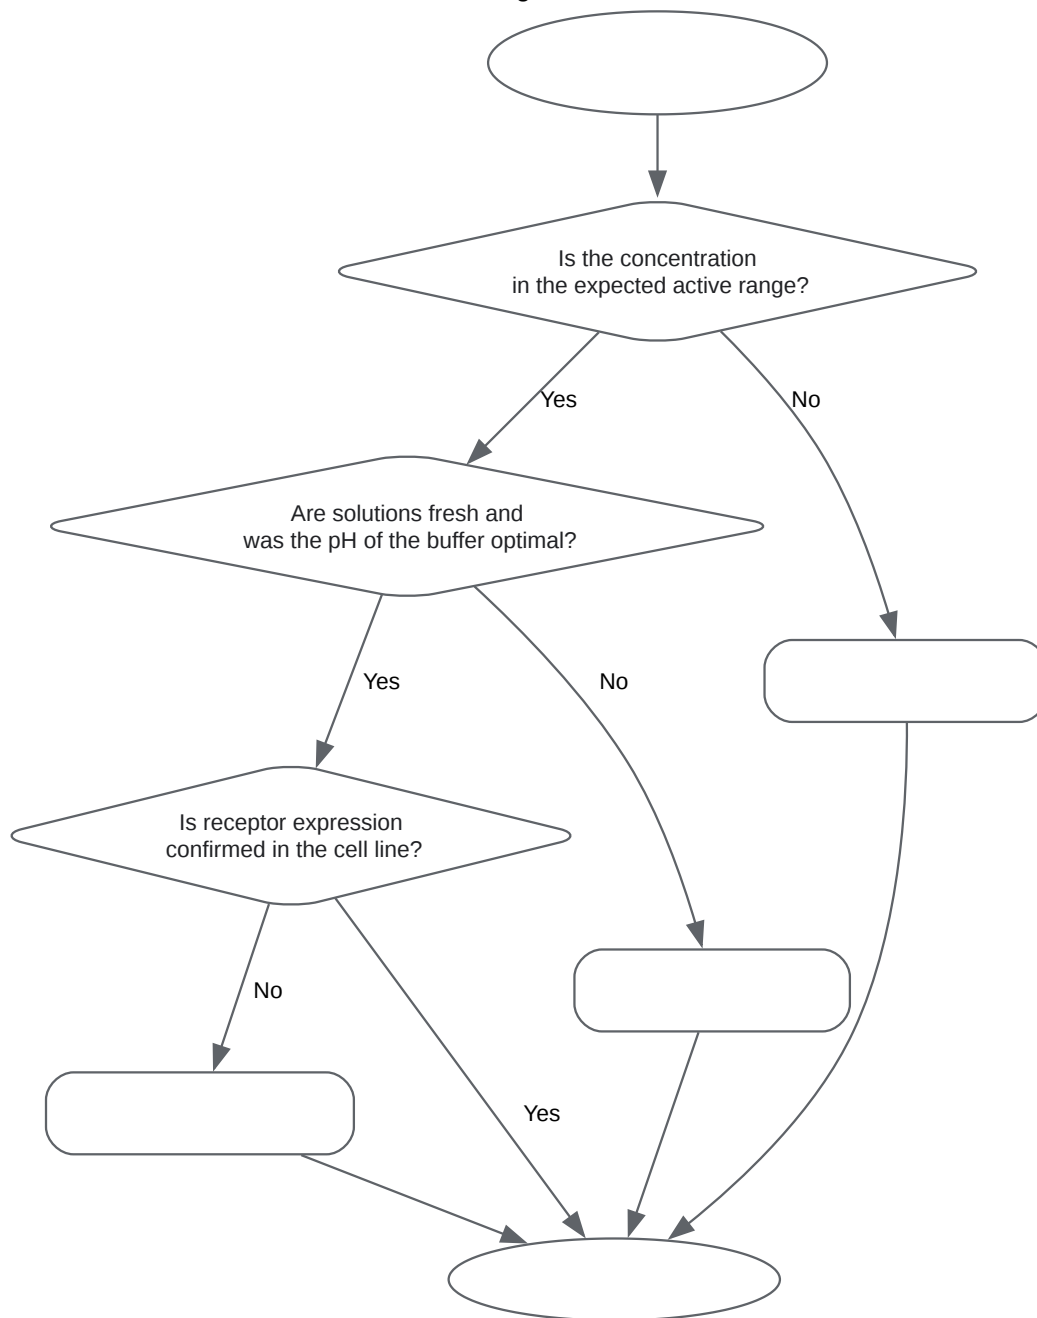 Is the concentration
in the expected active range?
Yes
No
Are solutions fresh and
was the pH of the buffer optimal?
Yes
No
Is receptor expression
confirmed in the cell line?
No
Yes